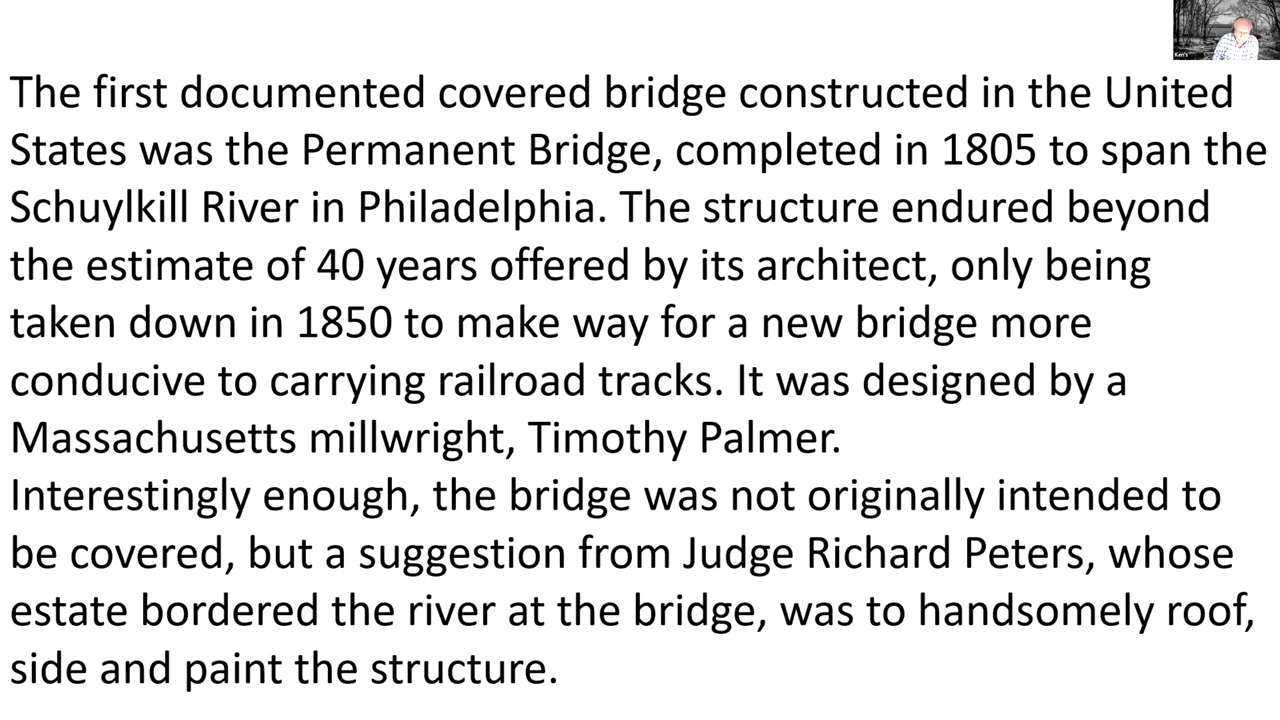 Ken's
The first documented covered bridge constructed in the United
States was the Permanent Bridge, completed in 1805 to span the
Schuylkill River in Philadelphia. The structure endured beyond
the estimate of 40 years offered by its architect, only being
taken down in 1850 to make way for a new bridge more
conducive to carrying railroad tracks. It was designed by a
Massachusetts millwright, Timothy Palmer.
Interestingly enough, the bridge was not originally intended to
be covered, but a suggestion from Judge Richard Peters, whose
estate bordered the river at the bridge, was to handsomely roof,
side and paint the structure.